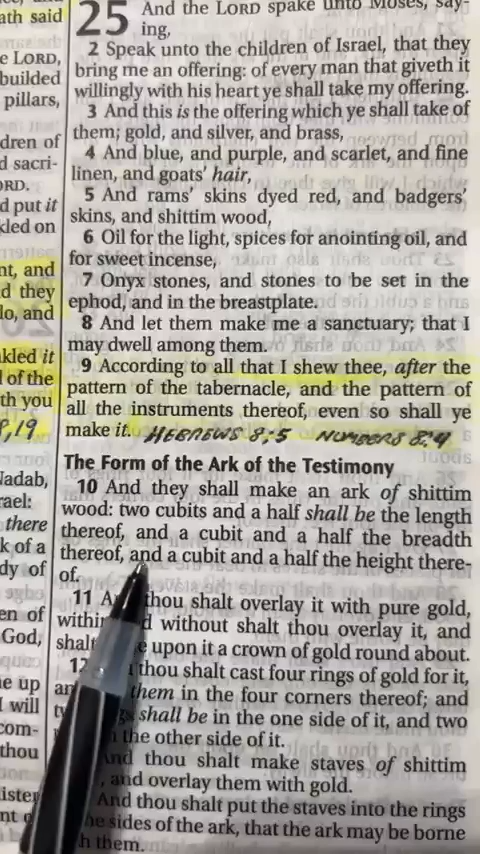 ath said
e LORD,
builded
pillars,
dren of
d sacri-
ORD.
d put it
kled on
nt, and
d they
lo, and
kled it
l of the
th you
8,19
Nadab,
rael:
there
k of a
dy of
en of
God,
e up
will
com-
thou
25 And the LORD spake unto Moses, say-
ing,
2 Speak unto the children of Israel, that they
bring me an offering: of every man that giveth it
willingly with his heart ye shall take my offering.
3 And this is the offering which ye shall take of
them; gold, and silver, and brass,
4 And blue, and purple, and scarlet, and fine
linen, and goats' hair,
5 And rams' skins dyed red, and badgers'
skins, and shittim wood,
6 Oil for the light, spices for anointing oil, and
for sweet incense,
7 Onyx stones, and stones to be set in the
ephod, and in the breastplate.
8 And let them make me a sanctuary; that I
may dwell among them.
9 According to all that I shew thee, after the
pattern of the tabernacle, and the pattern of
all the instruments thereof, even so shall ye
make it. HEBREWS 8:5 NUMBERS 8:4
The Form of the Ark of the Testimony
10 And they shall make an ark of shittim
wood: two cubits and a half shall be the length
thereof, and a cubit and a half the breadth
thereof, and a cubit and a half the height there-
of.
11 thou shalt overlay it with pure gold,
within without shalt thou overlay it, and
shalt upon it a crown of gold round about.
12 thou shalt cast four rings of gold for it,
them in the four corners thereof; and
shall be in the one side of it, and two
the other side of it.
And thou shalt make staves of shittim
, and overlay them with gold.
And thou shalt put the staves into the rings
he sides of the ark, that the ark may be borne
h them.